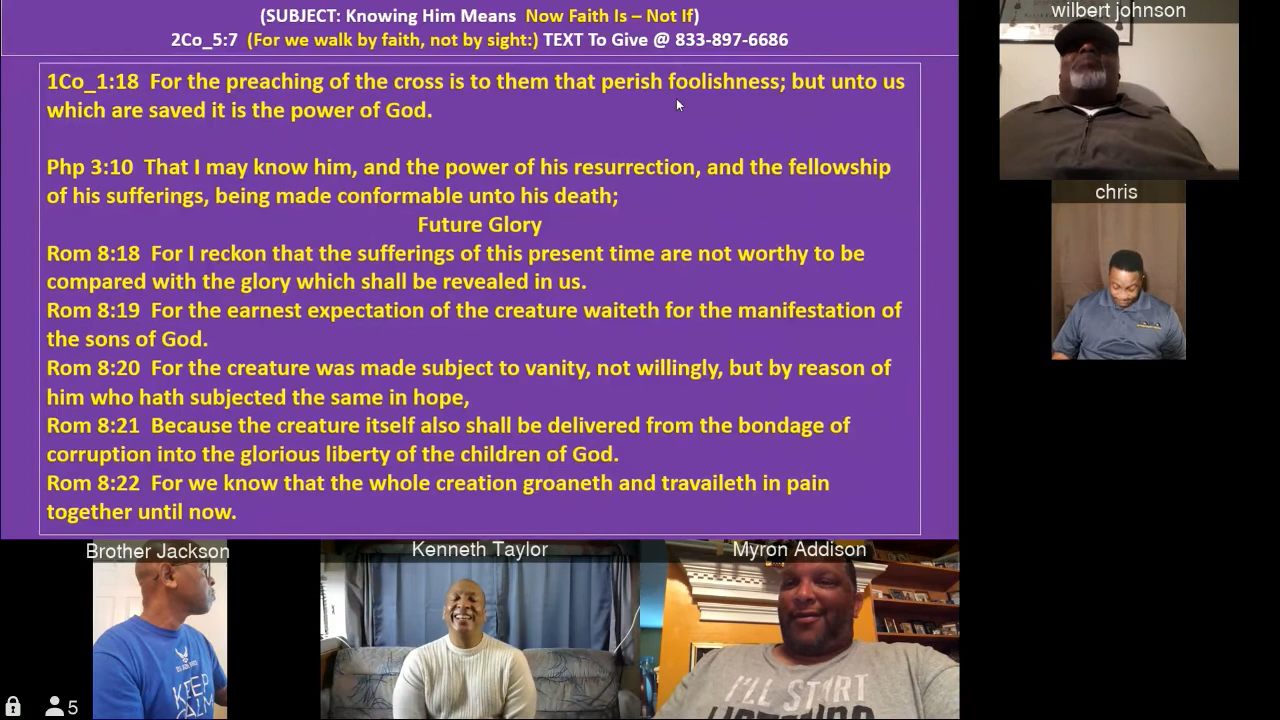 (SUBJECT: Knowing Him Means Now Faith Is – Not If)
2Co_5:7 (For we walk by faith, not by sight:) TEXT To Give @ 833-897-6686
1Co_1:18 For the preaching of the cross is to them that perish foolishness; but unto us
which are saved it is the power of God.
Php 3:10 That I may know him, and the power of his resurrection, and the fellowship
of his sufferings, being made conformable unto his death;
Future Glory
Rom 8:18 For I reckon that the sufferings of this present time are not worthy to be
compared with the glory which shall be revealed in us.
Rom 8:19 For the earnest expectation of the creature waiteth for the manifestation of
the sons of God.
Rom 8:20 For the creature was made subject to vanity, not willingly, but by reason of
him who hath subjected the same in hope,
Rom 8:21 Because the creature itself also shall be delivered from the bondage of
corruption into the glorious liberty of the children of God.
Rom 8:22 For we know that the whole creation groaneth and travaileth in pain
together until now.
wilbert johnson
chris
Brother Jackson
KEEP
CALM
Kenneth Taylor
Myron Addison
I'LL START
5